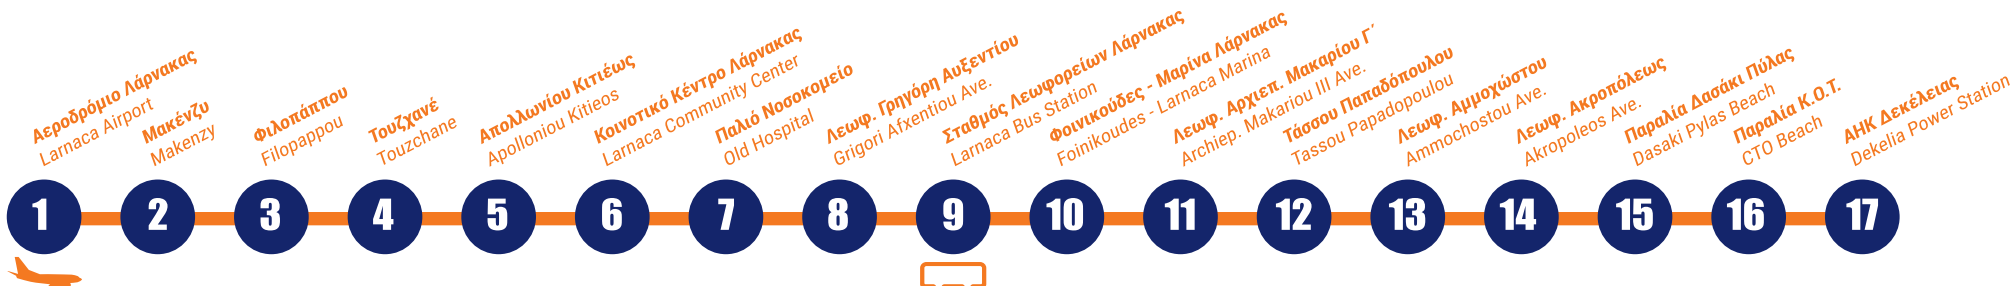 Αεροδρόμιο Λάρνακας
Larnaca Airport
Μακένζυ
Makenzy
Φιλοπάππου
Filopappou
Τουζχανέ
Touzchane
Απολλωνίου Κιτιέως
Apolloniou Kitieos
Κοινοτικό Κέντρο Λάρνακας
Larnaca Community Center
Παλιό Νοσοκομείο
Old Hospital
Λεωφ. Γρηγόρη Αυξεντίου
Grigori Afxentiou Ave.
Σταθμός Λεωφορείων Λάρνακας
Larnaca Bus Station
Φοινικούδες - Μαρίνα Λάρνακας
Foinikoudes - Larnaca Marina
Λεωφ. Αρχιεπ. Μακαρίου Γ΄
Archiep. Makariou III Ave.
Τάσσου Παπαδόπουλου
Tassou Papadopoulou
Λεωφ. Αμμοχώστου
Ammochostou Ave.
Λεωφ. Ακροπόλεως
Akropoleos Ave.
Παραλία Δασάκι Πύλας
Dasaki Pylas Beach
Παραλία Κ.Ο.Τ.
CTO Beach
ΑΗΚ Δεκέλειας
Dekelia Power Station
1 2 3 4 5 6 7 8 9 10 11 12 13 14 15 16 17